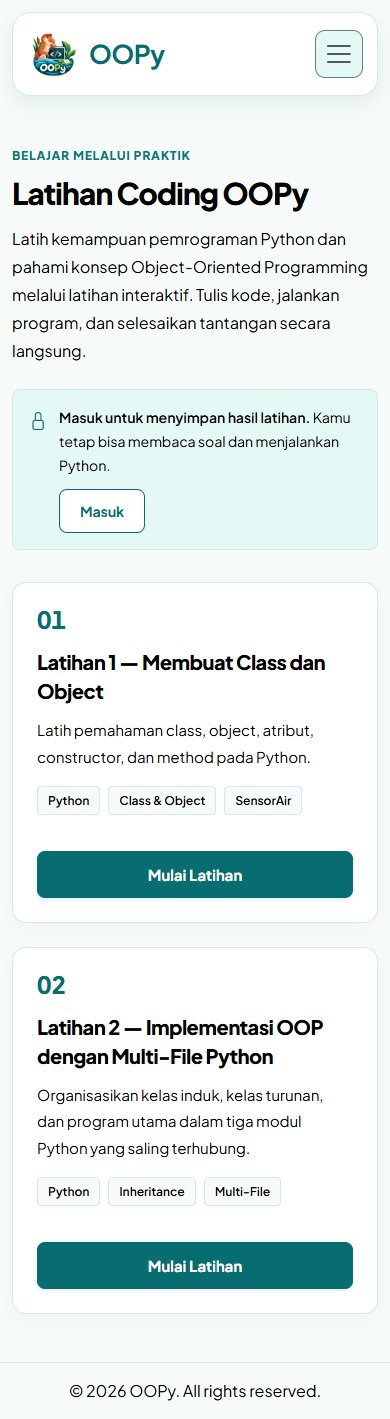 OOPy
OOPy
BELAJAR MELALUI PRAKTIK
Latihan Coding OOPy
Latih kemampuan pemrograman Python dan
pahami konsep Object-Oriented Programming
melalui latihan interaktif. Tulis kode, jalankan
program, dan selesaikan tantangan secara
langsung.
Masuk untuk menyimpan hasil latihan. Kamu
tetap bisa membaca soal dan menjalankan
Python.
Masuk
01
Latihan 1 — Membuat Class dan
Object
Latih pemahaman class, object, atribut,
constructor, dan method pada Python.
Python Class & Object SensorAir
Mulai Latihan
02
Latihan 2 — Implementasi OOP
dengan Multi-File Python
Organisasikan kelas induk, kelas turunan,
dan program utama dalam tiga modul
Python yang saling terhubung.
Python Inheritance Multi-File
Mulai Latihan
© 2026 OOPy. All rights reserved.